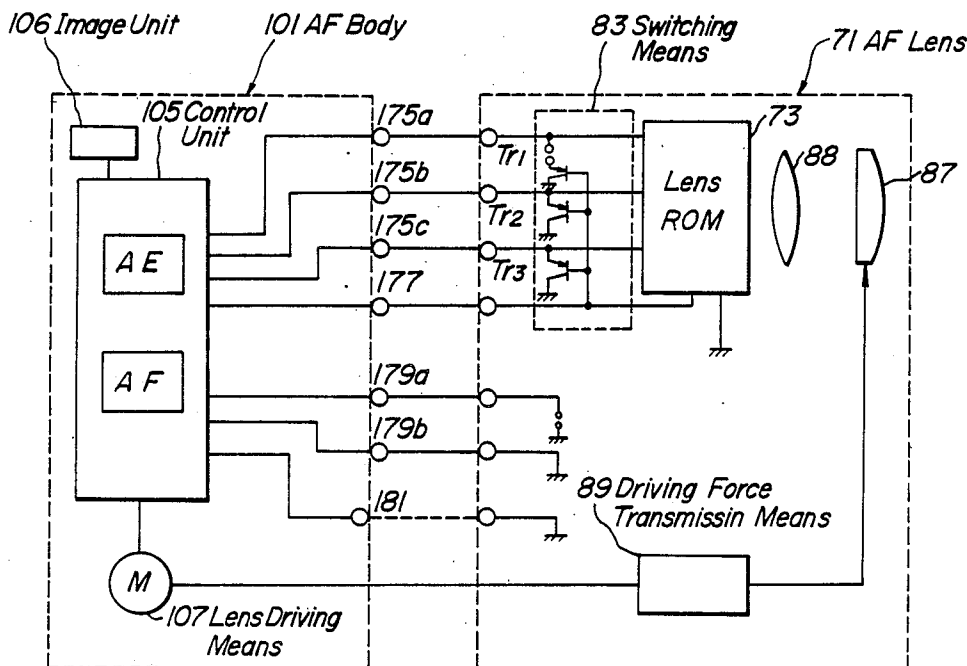 106 Image Unit
101 AF Body
83 Switching
Means
71 AF Lens
105 Control
Unit
175a
Tr1
73
88
87
175b
Tr2
Lens
ROM
175c
Tr3
AE
177
AF
179a
179b
181
89 Driving Force
Transmissin Means
M
107 Lens Driving
Means